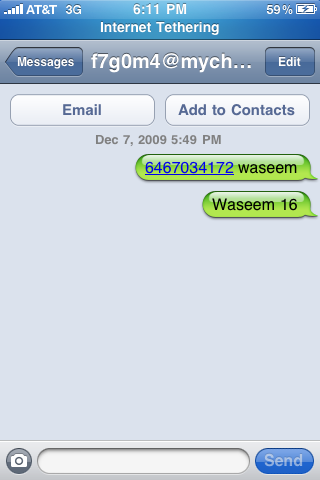 AT&T 3G 6:11 PM 59%
Internet Tethering
Messages f7g0m4@mych... Edit
Email Add to Contacts
Dec 7, 2009 5:49 PM
6467034172 waseem
Waseem 16
Send